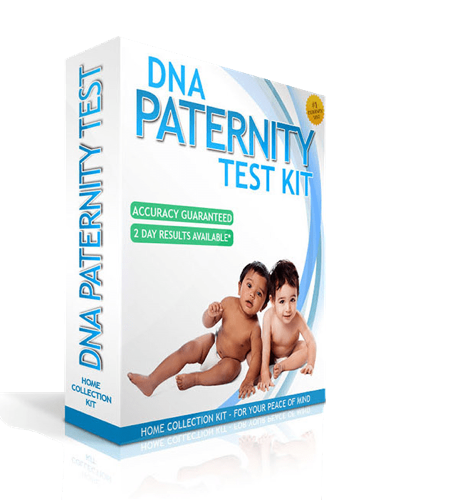 DNA
PATERNITY
TEST KIT
ACCURACY GUARANTEED
2 DAY RESULTS AVAILABLE*
HOME COLLECTION KIT - FOR YOUR PEACE OF MIND
DNA PATERNITY TEST
HOME
COLLECTION
KIT